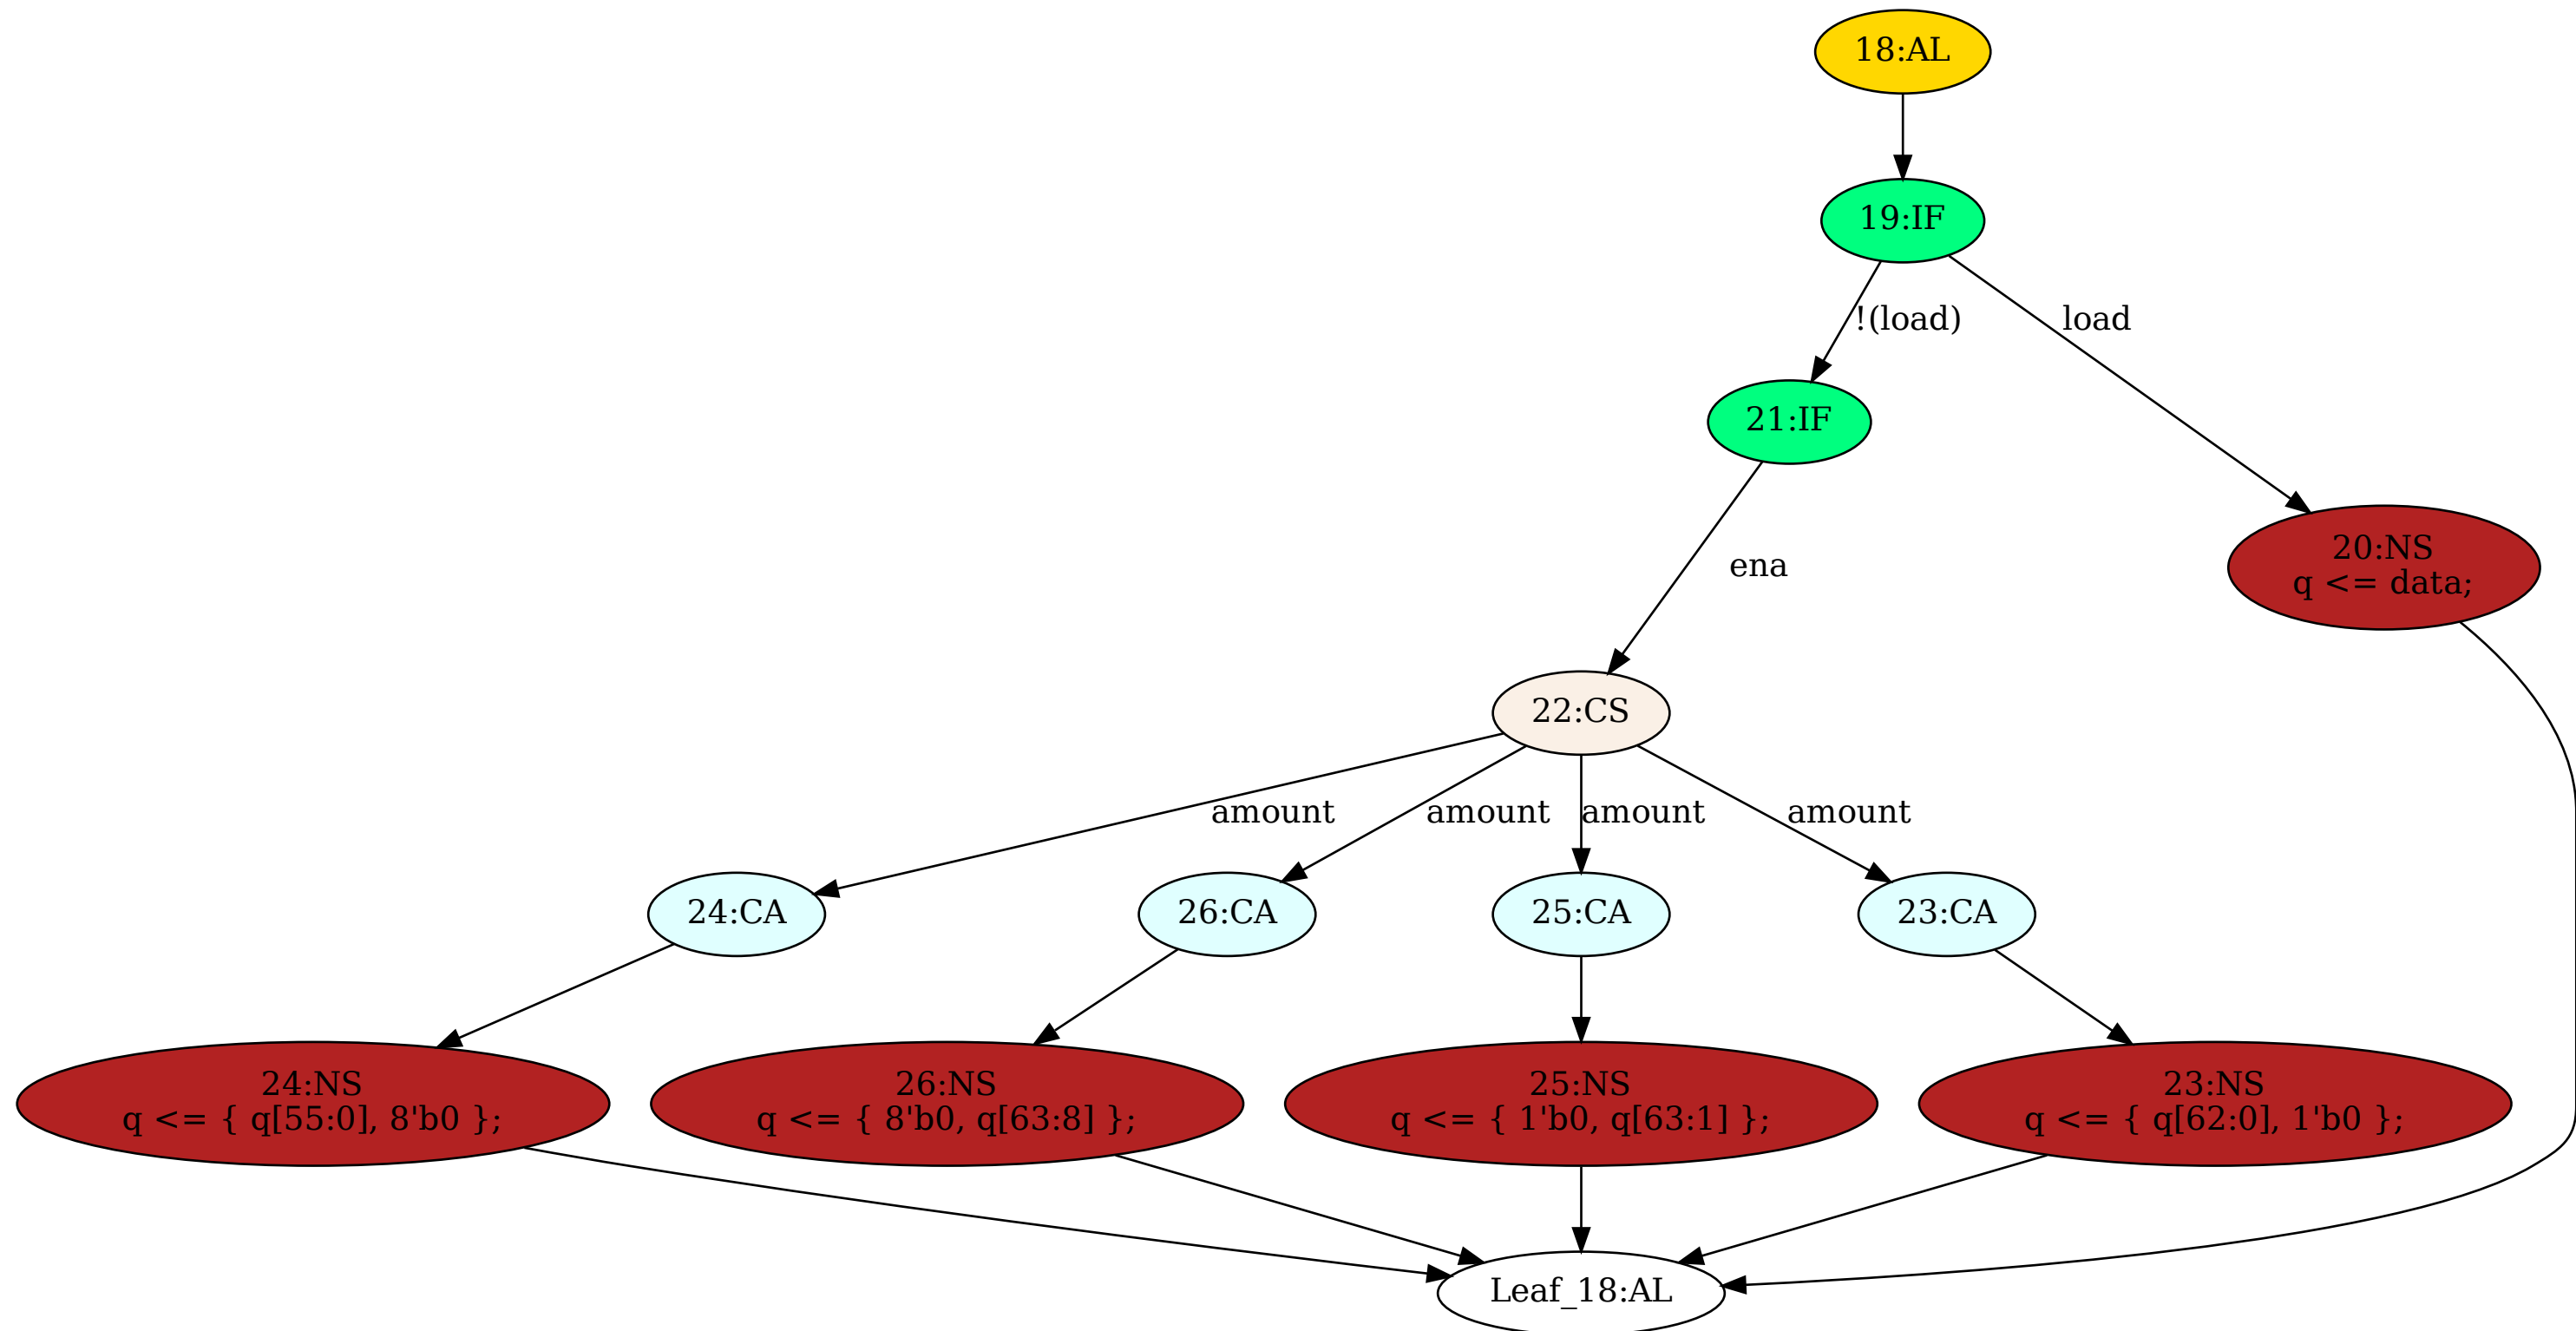 18:AL
19:IF
!(load)
load
21:IF
20:NS
q <= data;
ena
22:CS
amount
amount
amount
amount
24:CA
26:CA
25:CA
23:CA
24:NS
q <= { q[55:0], 8'b0 };
26:NS
q <= { 8'b0, q[63:8] };
25:NS
q <= { 1'b0, q[63:1] };
23:NS
q <= { q[62:0], 1'b0 };
Leaf_18:AL